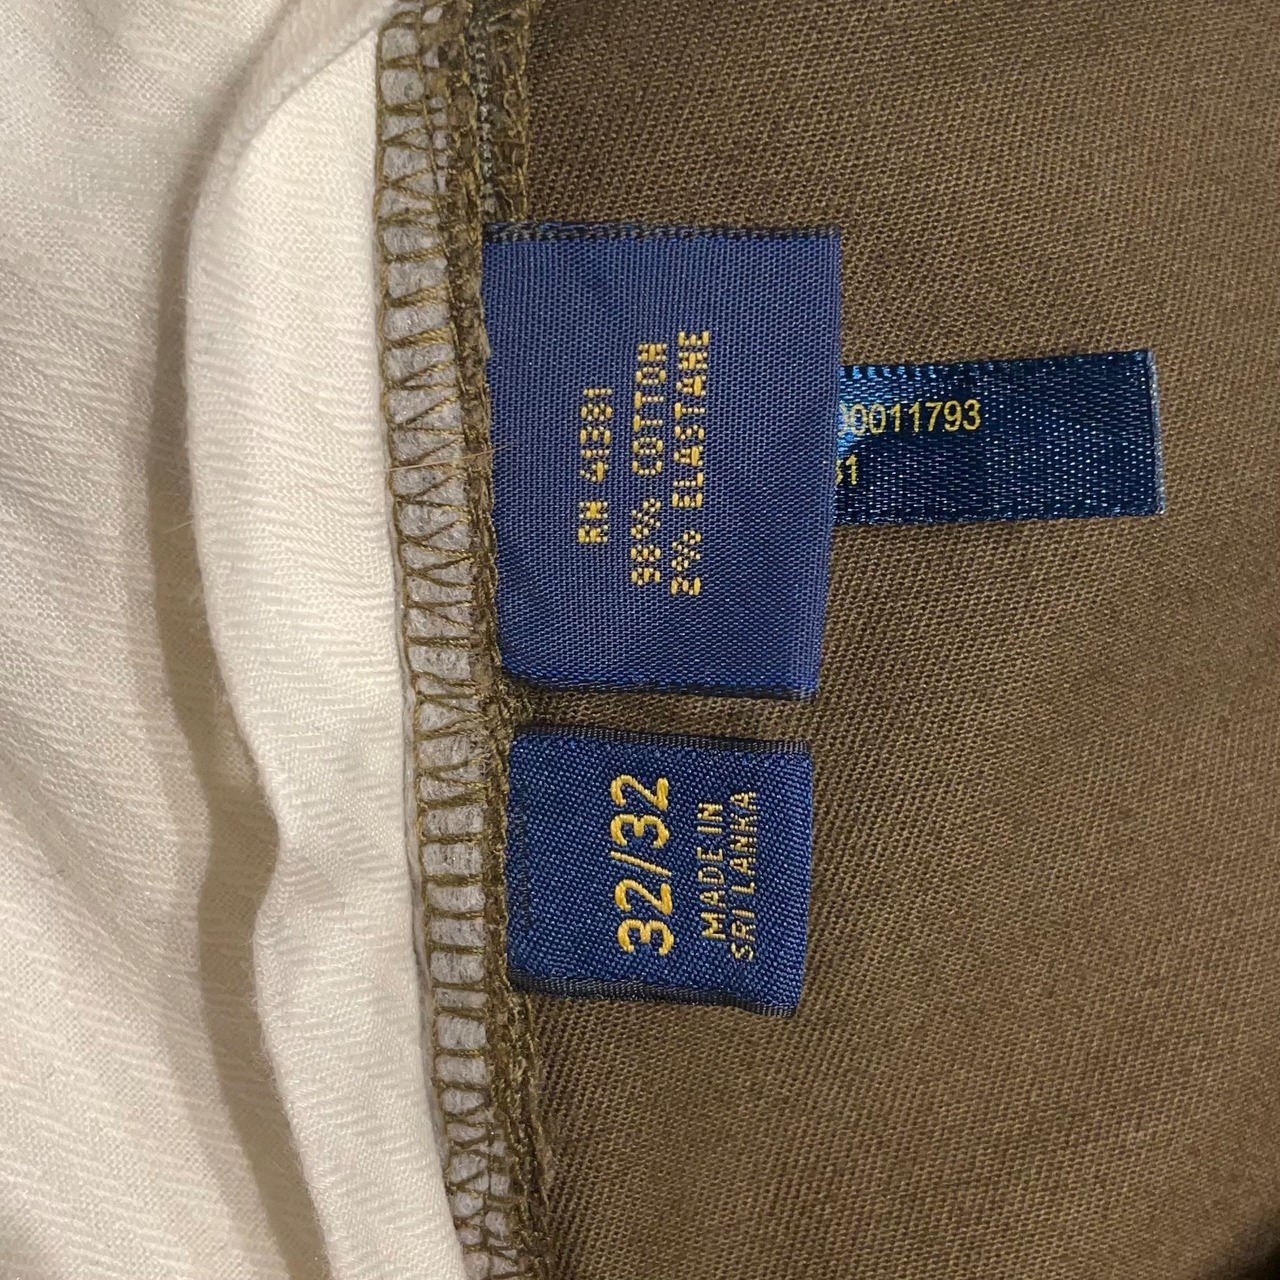 RN 41381
98% COTTON
2% ELASTANE
32/32
MADE IN
SRI LANKA
0011793